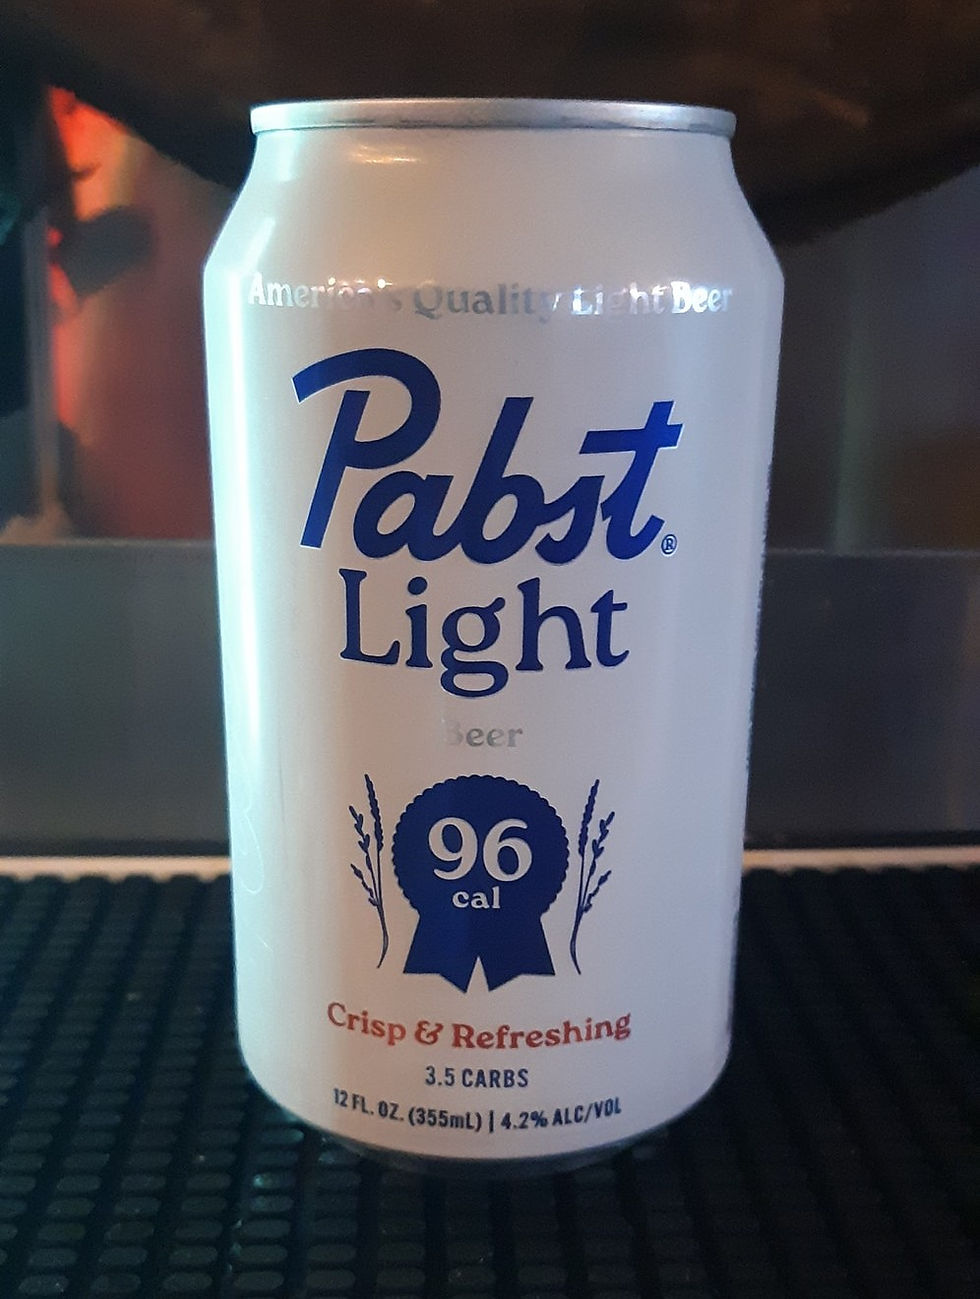 America's Quality Light Beer
Pabst®
Light
Beer
96
cal
Crisp & Refreshing
3.5 CARBS
12 FL. OZ. (355mL) | 4.2% ALC/VOL